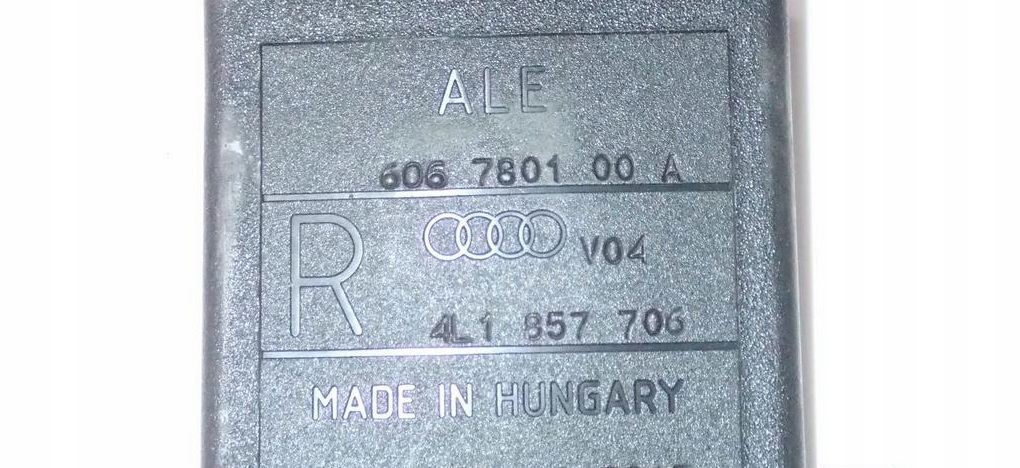 ALE
606 7801 00 A
R V04
4L1 857 706
MADE IN HUNGARY